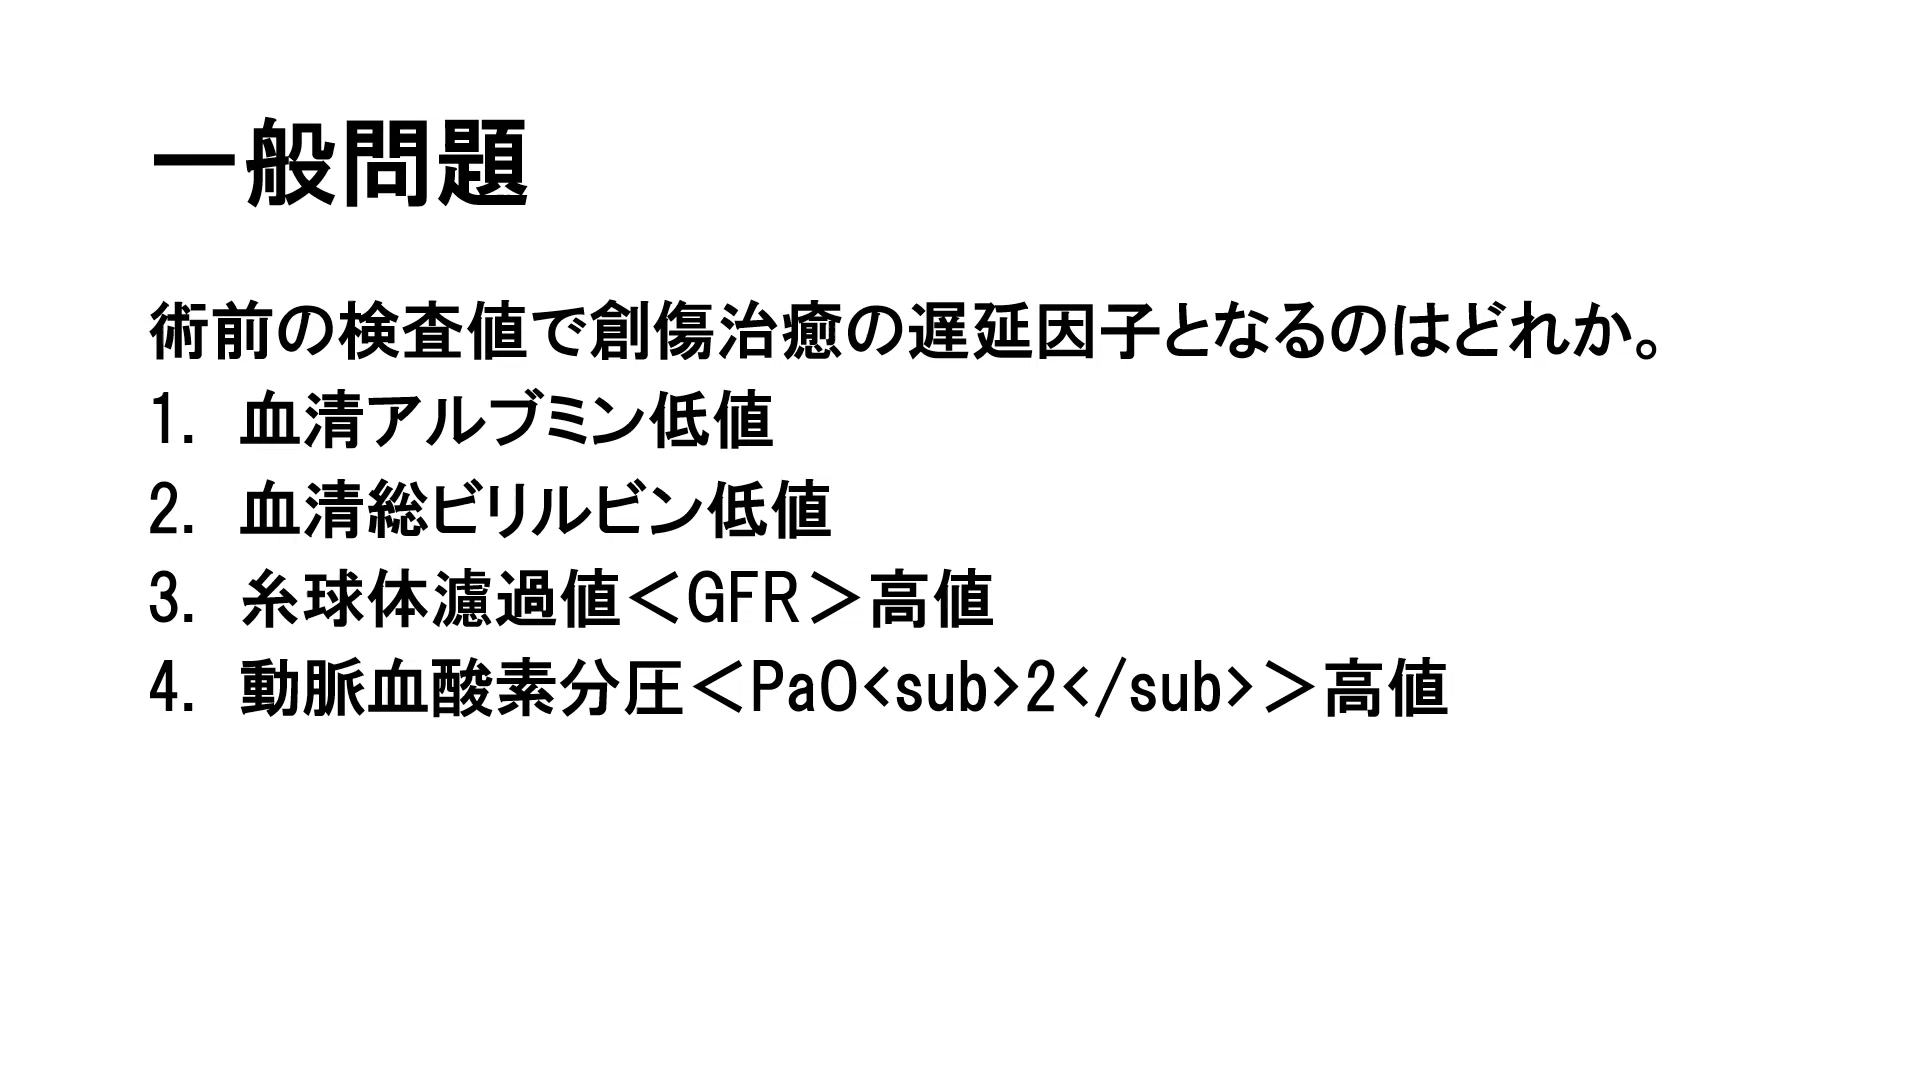 一般問題
術前の検査値で創傷治癒の遅延因子となるのはどれか。
1. 血清アルブミン低値
2. 血清総ビリルビン低値
3. 糸球体濾過値＜GFR＞高値
4. 動脈血酸素分圧＜PaO<sub>2</sub>＞高値